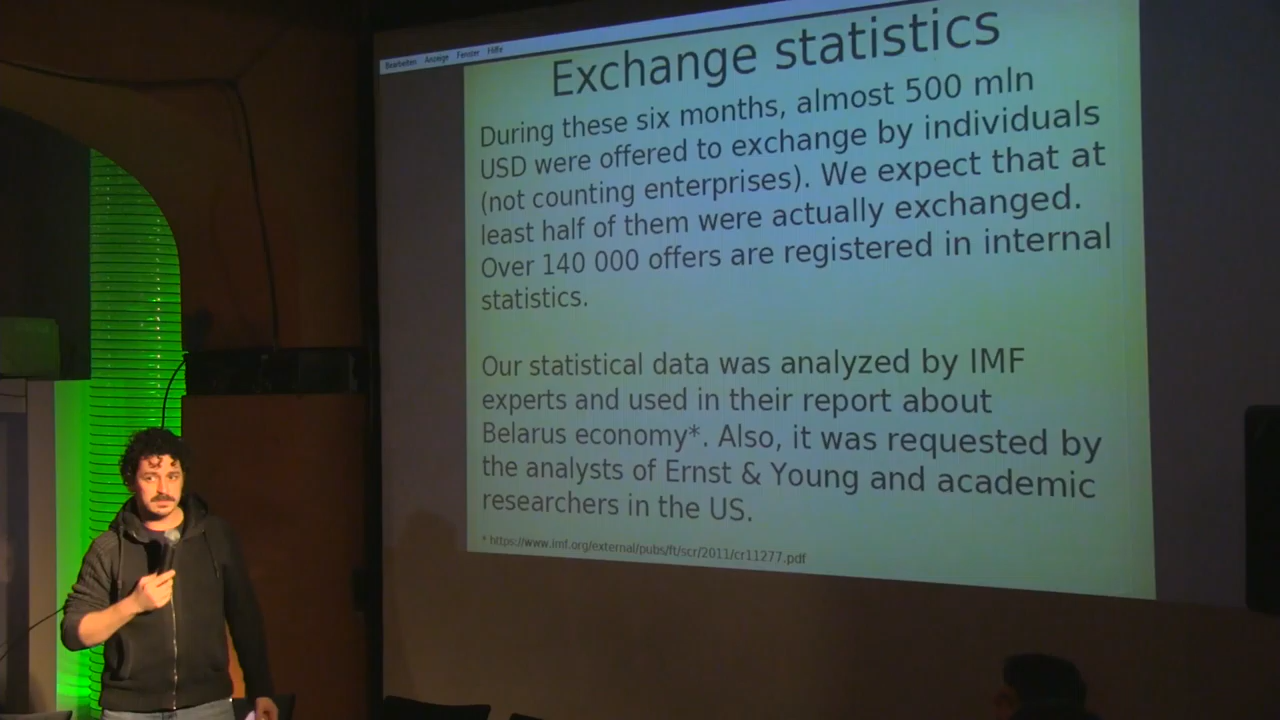 Bearbeiten Anzeige Fenster Hilfe
Exchange statistics
During these six months, almost 500 mln
USD were offered to exchange by individuals
(not counting enterprises). We expect that at
least half of them were actually exchanged.
Over 140 000 offers are registered in internal
statistics.
Our statistical data was analyzed by IMF
experts and used in their report about
Belarus economy*. Also, it was requested by
the analysts of Ernst & Young and academic
researchers in the US.
* https://www.imf.org/external/pubs/ft/scr/2011/cr11277.pdf